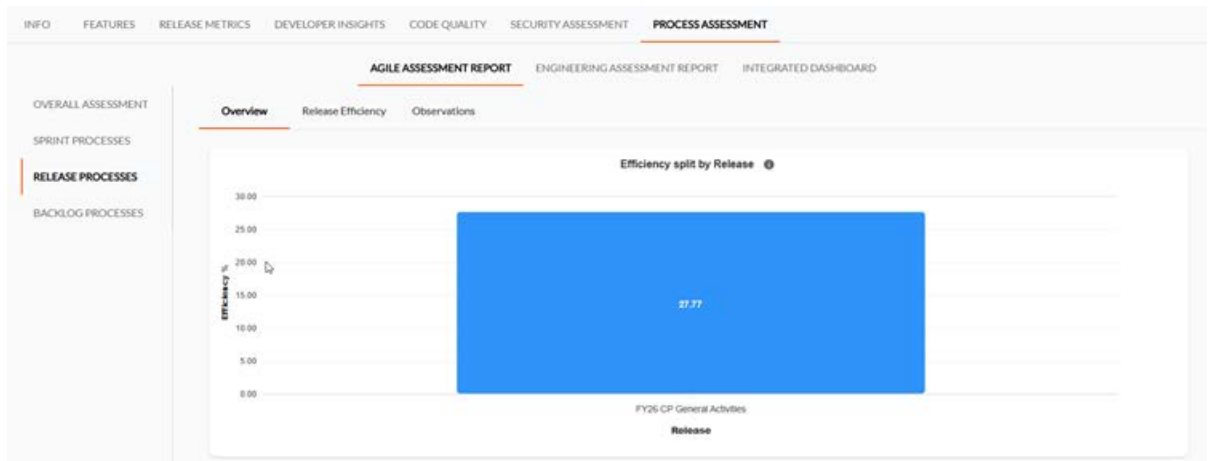 INFO FEATURES RELEASE METRICS DEVELOPER INSIGHTS CODE QUALITY SECURITY ASSESSMENT PROCESS ASSESSMENT
AGILE ASSESSMENT REPORT ENGINEERING ASSESSMENT REPORT INTEGRATED DASHBOARD
OVERALL ASSESSMENT
SPRINT PROCESSES
RELEASE PROCESSES
BACKLOG PROCESSES
Overview Release Efficiency Observations
Efficiency split by Release
Efficiency %
30.00
25.00
20.00
15.00
10.00
5.00
0.00
27.77
FY26 CP General Activities
Release